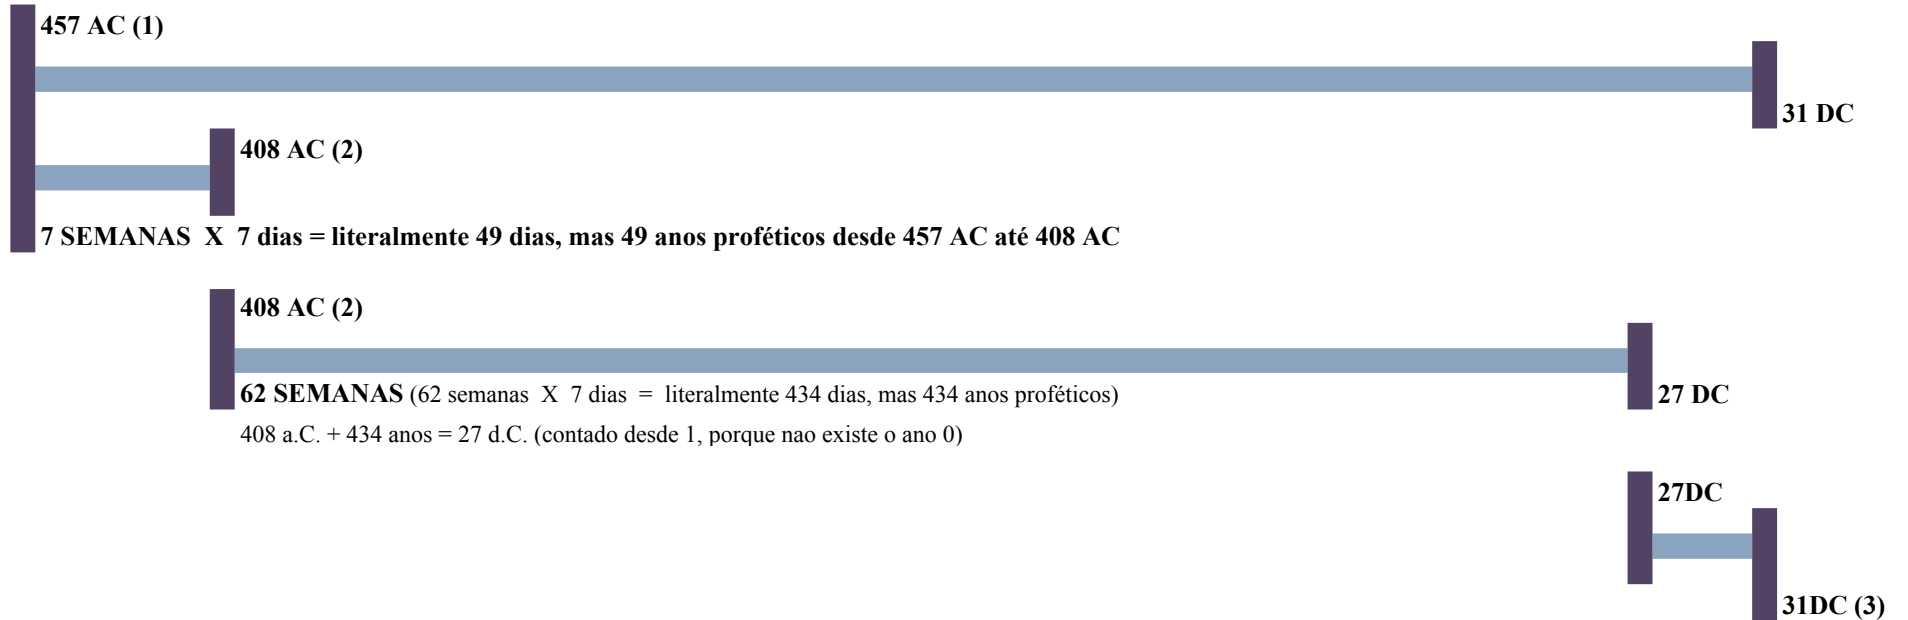 457 AC (1)
31 DC
408 AC (2)
7 SEMANAS X 7 dias = literalmente 49 dias, mas 49 anos proféticos desde 457 AC até 408 AC
408 AC (2)
62 SEMANAS (62 semanas X 7 dias = literalmente 434 dias, mas 434 anos proféticos)
27 DC
408 a.C. + 434 anos = 27 d.C. (contado desde 1, porque nao existe o ano 0)
27DC
31DC (3)